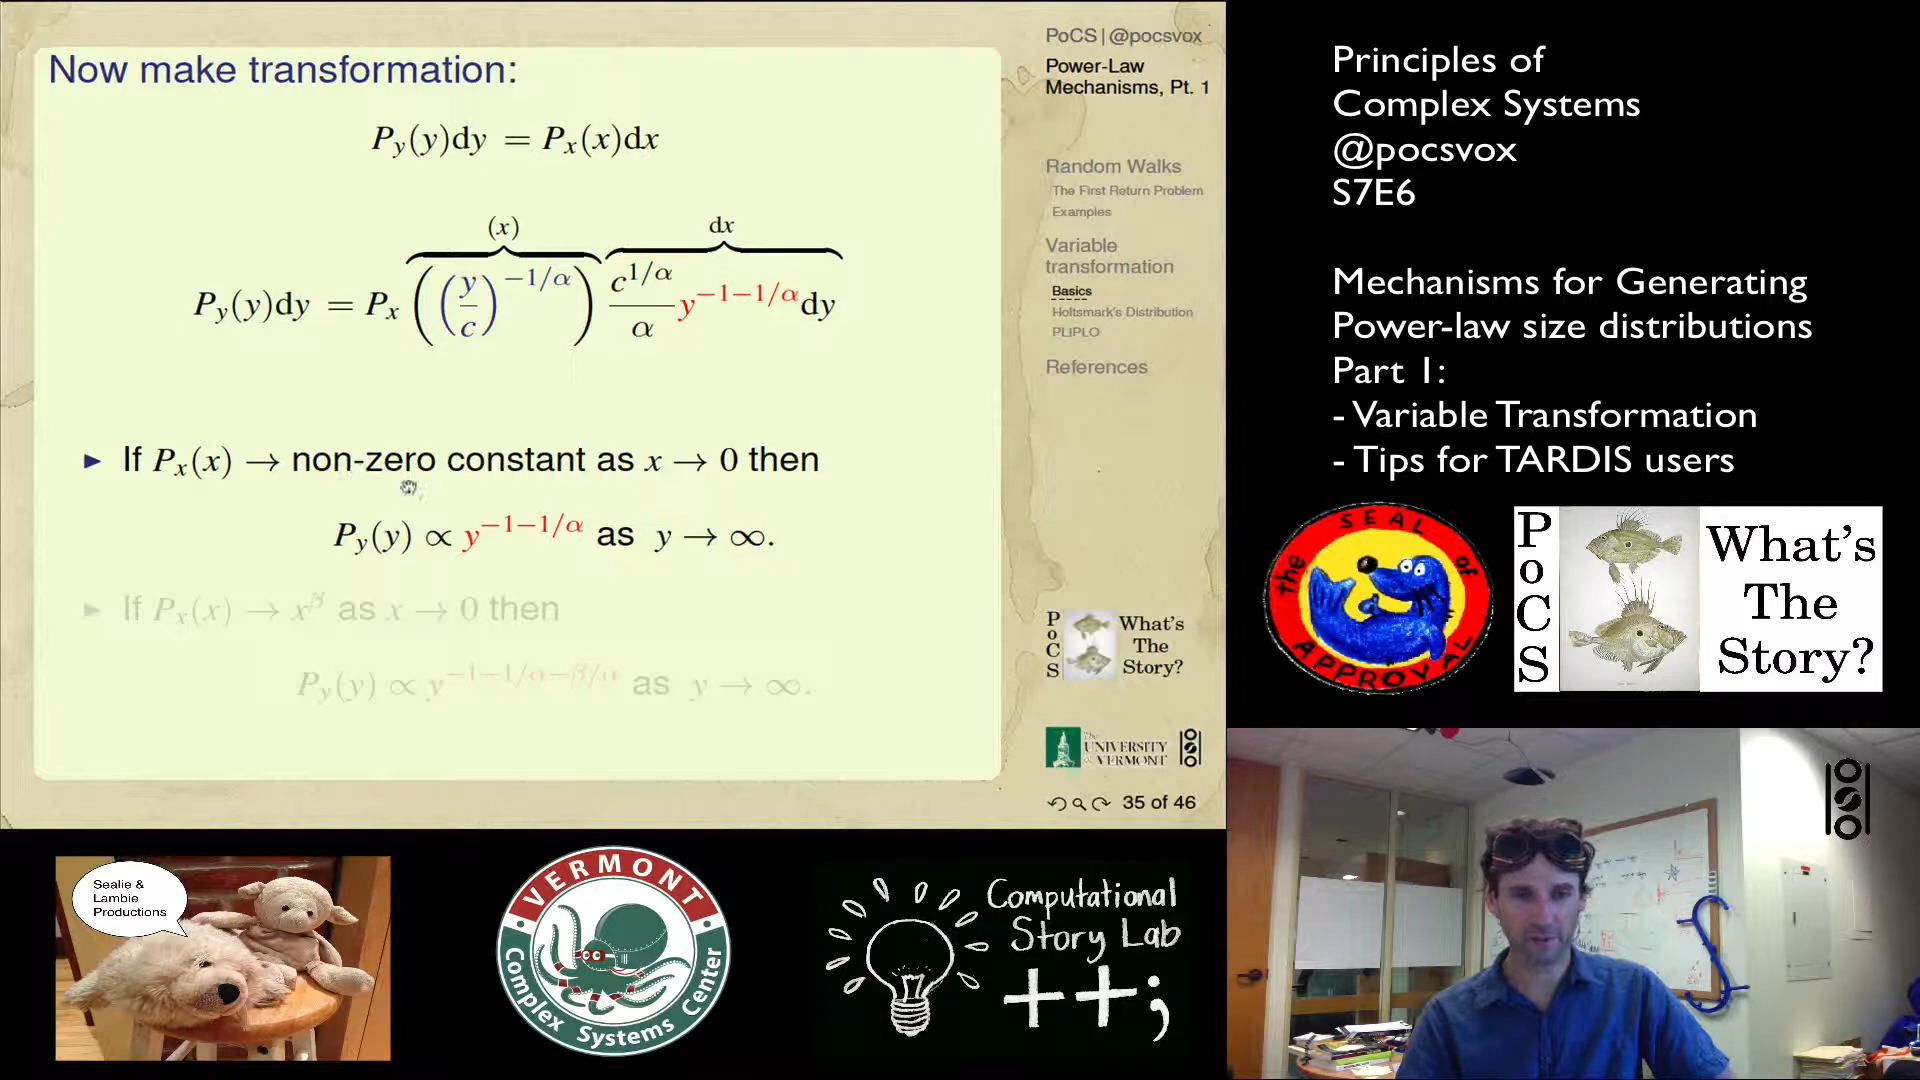 Now make transformation:
P_y(y)dy = P_x(x)dx
(x) dx
P_y(y)dy = P_x ((y/c)^{-1/α}) c^{1/α}/α y^{-1-1/α} dy
► If P_x(x) → non-zero constant as x → 0 then
P_y(y) ∝ y^{-1-1/α} as y → ∞.
► If P_x(x) → x^β as x → 0 then
P_y(y) ∝ y^{-1-1/α-β/α} as y → ∞.
PoCS | @pocsvox
Power-Law
Mechanisms, Pt. 1
Random Walks
The First Return Problem
Examples
Variable
transformation
Basics
Holtsmark's Distribution
PLIPLO
References
PoCS
What's
The
Story?
The
UNIVERSITY
of VERMONT
35 of 46
Principles of
Complex Systems
@pocsvox
S7E6
Mechanisms for Generating
Power-law size distributions
Part 1:
- Variable Transformation
- Tips for TARDIS users
the SEAL of APPROVAL
PoCS
What's
The
Story?
Sealie &
Lambie
Productions
VERMONT
Complex Systems Center
Computational
Story Lab
++;